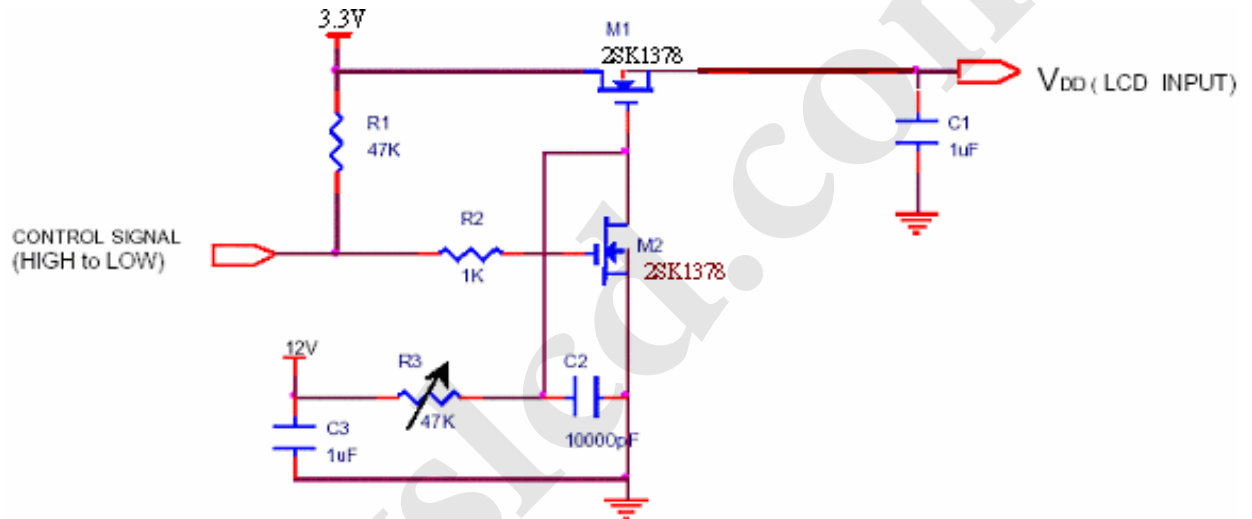 3.3V
M1
2SK1378
VDD ( LCD INPUT)
R1
47K
C1
1uF
CONTROL SIGNAL
(HIGH to LOW)
R2
1K
M2
2SK1378
12V
R3
47K
C2
10000pF
C3
1uF